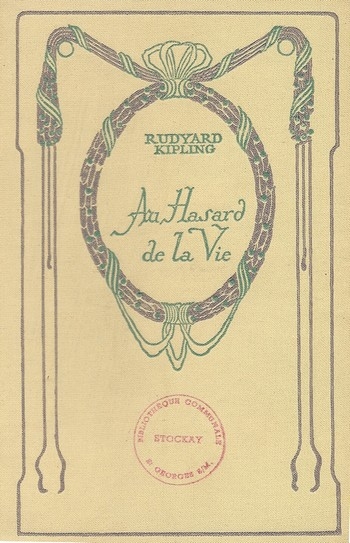 RUDYARD
KIPLING
Au Hasard
de la Vie
BIBLIOTHEQUE COMMUNALE
STOCKAY
St GEORGES S/M.